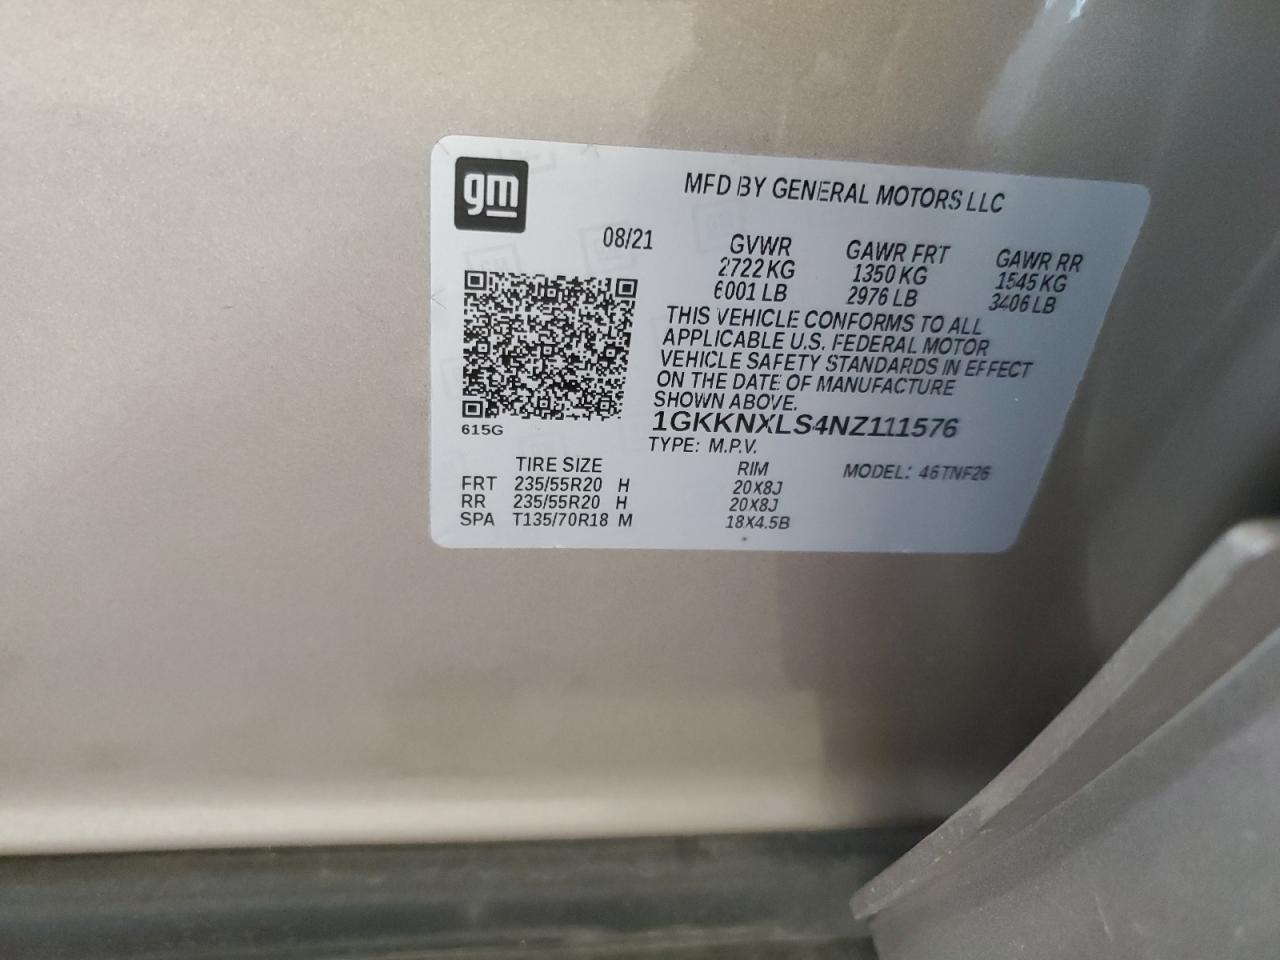 gm
MFD BY GENERAL MOTORS LLC
08/21 GVWR GAWR FRT GAWR RR
2722 KG 1350 KG 1545 KG
6001 LB 2976 LB 3406 LB
THIS VEHICLE CONFORMS TO ALL
APPLICABLE U.S. FEDERAL MOTOR
VEHICLE SAFETY STANDARDS IN EFFECT
ON THE DATE OF MANUFACTURE
SHOWN ABOVE.
1GKKNXLS4NZ111576
615G
TYPE: M.P.V.
TIRE SIZE RIM MODEL: 46TNF26
FRT 235/55R20 H 20X8J
RR 235/55R20 H 20X8J
SPA T135/70R18 M 18X4.5B